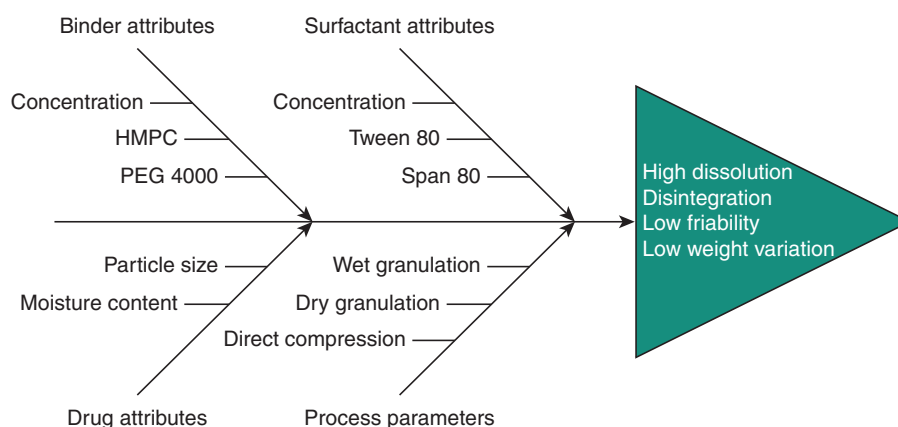 Binder attributes
Surfactant attributes
Concentration
HMPC
PEG 4000
Concentration
Tween 80
Span 80
High dissolution
Disintegration
Low friability
Low weight variation
Particle size
Moisture content
Wet granulation
Dry granulation
Direct compression
Drug attributes
Process parameters